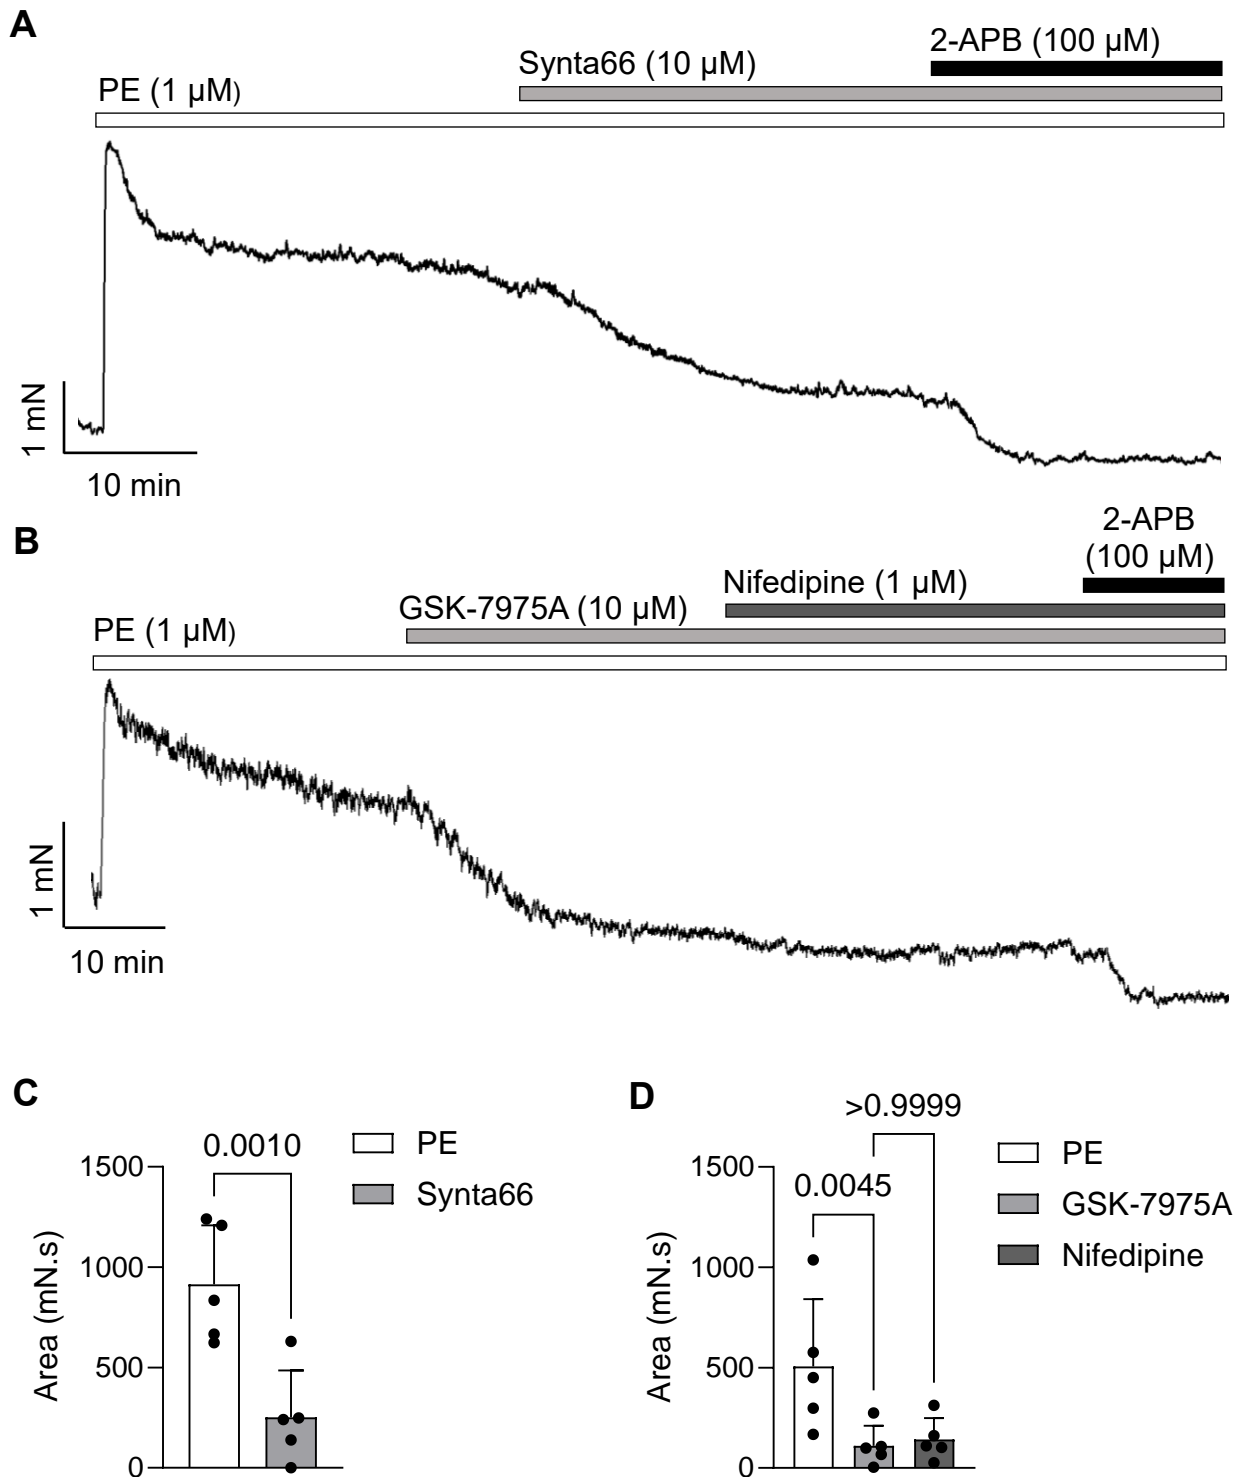 A
2-APB (100 µM)
Synta66 (10 µM)
PE (1 µM)
1 mN
10 min
B
2-APB
(100 µM)
Nifedipine (1 µM)
GSK-7975A (10 µM)
PE (1 µM)
1 mN
10 min
C
0.0010
PE
Synta66
1500
1000
500
0
Area (mN.s)
D
>0.9999
0.0045
PE
GSK-7975A
Nifedipine
1500
1000
500
0
Area (mN.s)